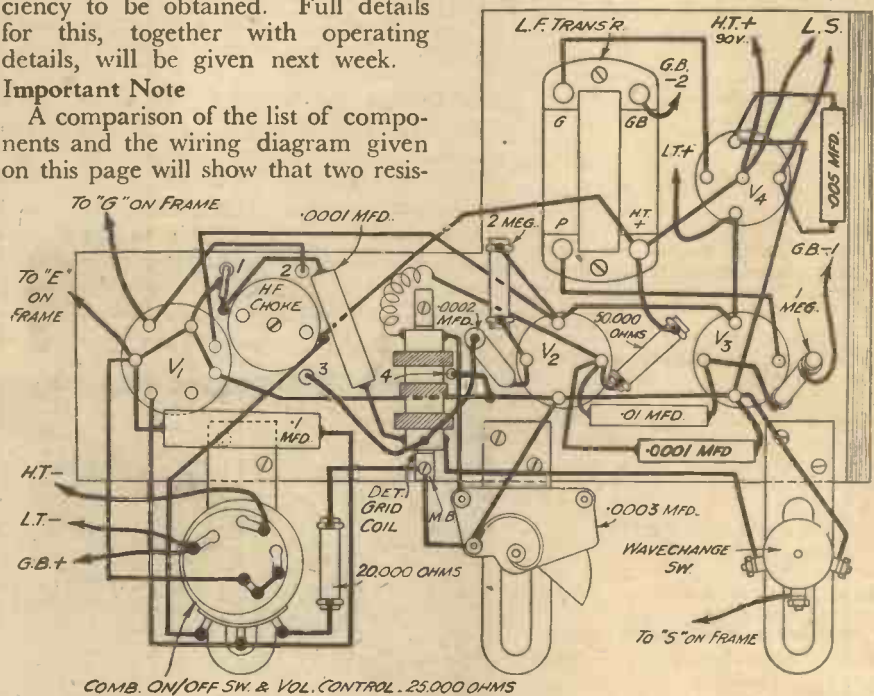 ciency to be obtained. Full details
for this, together with operating
details, will be given next week.
Important Note
A comparison of the list of compo-
nents and the wiring diagram given
on this page will show that two resis-
L.F. TRANS'R.
H.T.+
90V.
L.S.
G.B.
-2
G
GB
L.T.+
V4
.005 MFD.
P
H.T.
+
G.B.-1
TO "G" ON FRAME
.0001 MFD.
2 MEG.
TO "E"
ON
FRAME
1
2
H.F.
CHOKE
3
.0002
MFD.
50.000
OHMS
1
MEG.
V1
4
V2
V3
.1
MFD.
.01 MFD.
.0001 MFD
H.T.-
L.T.-
G.B.+
DET.
GRID
COIL
M.B.
.0003 MFD.
WAVECHANGE
SW.
20.000 OHMS
TO "S" ON FRAME
COMB. ON/OFF SW. & VOL. CONTROL. 25.000 OHMS